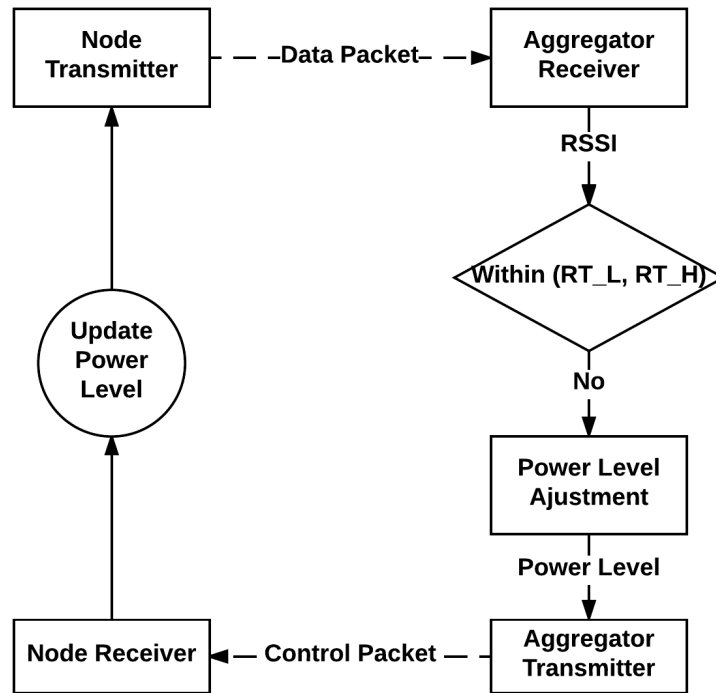 Node
Transmitter
Data Packet
Aggregator
Receiver
RSSI
Within (RT_L, RT_H)
No
Power Level
Ajustment
Power Level
Aggregator
Transmitter
Control Packet
Node Receiver
Update
Power
Level